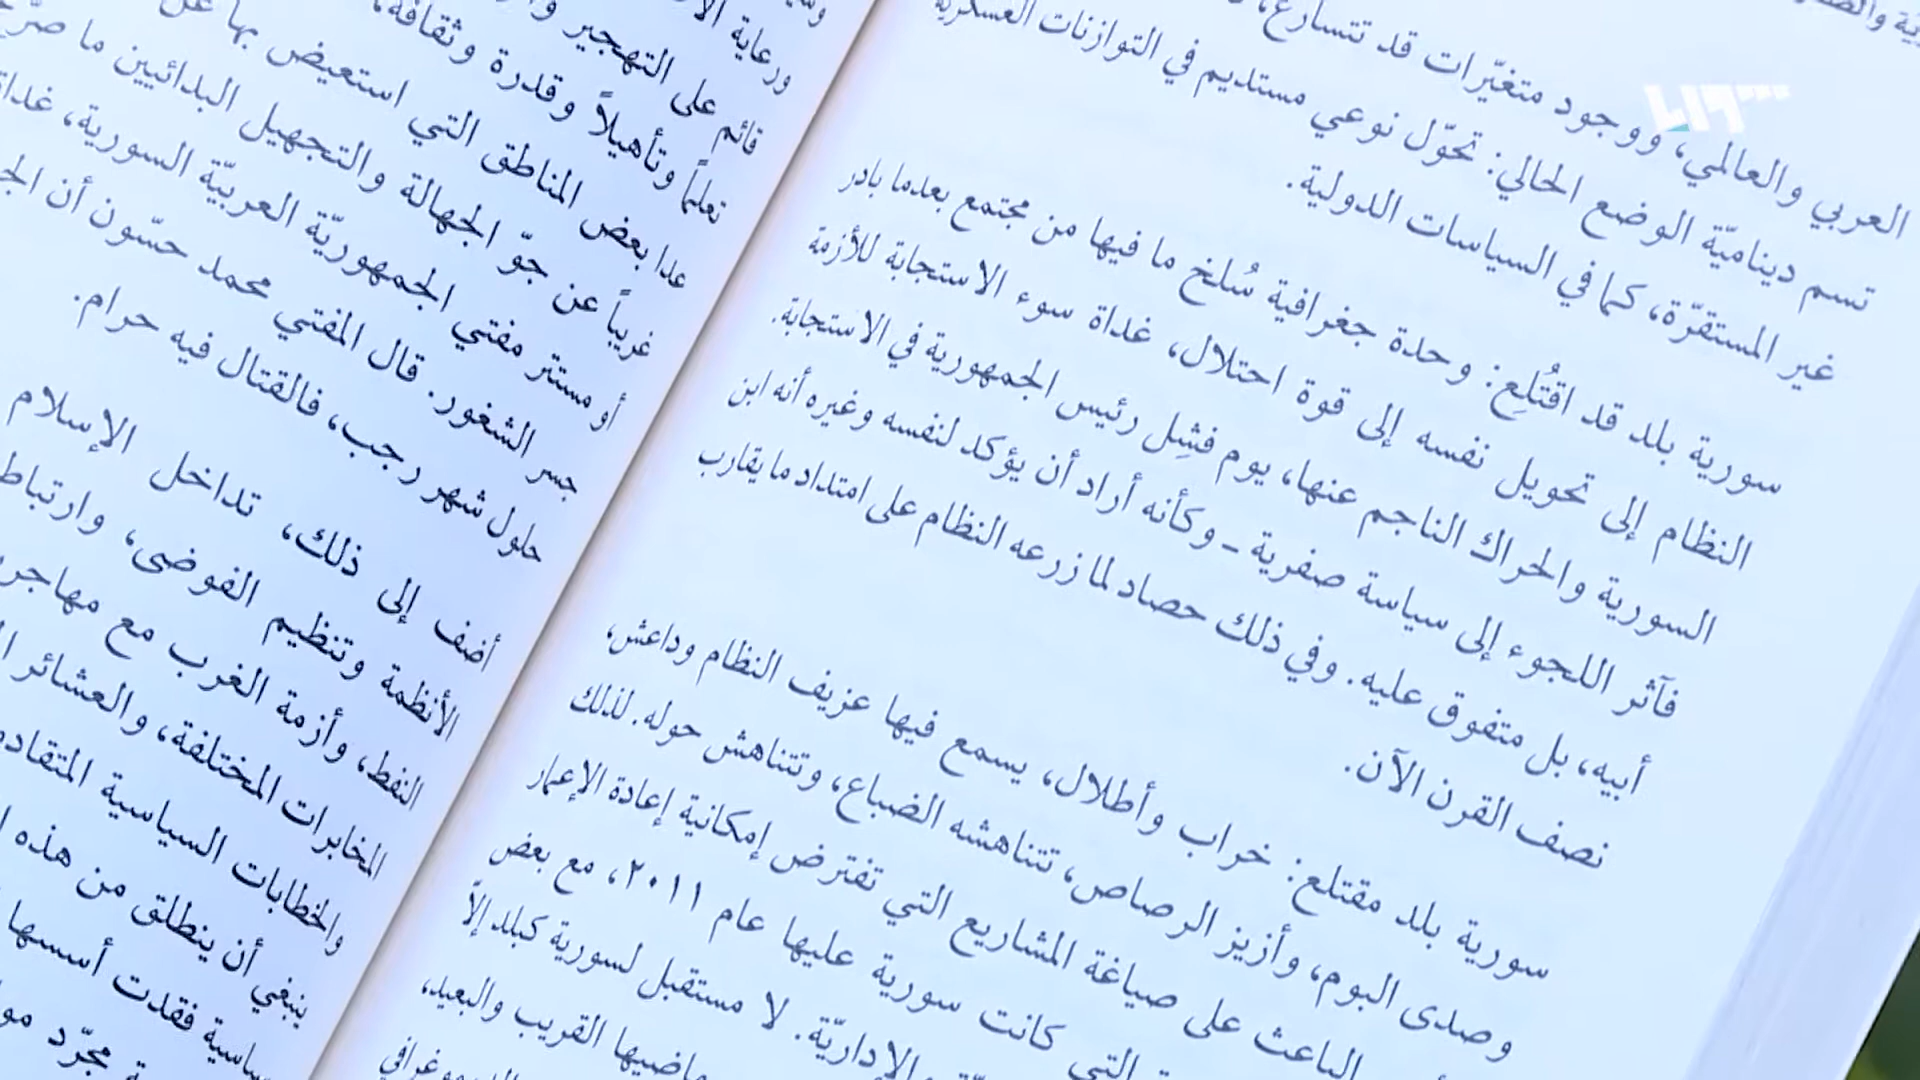 العربي والعالمي، ووجود متغيّرات قد تتسارع،
تسم ديناميّة الوضع الحالي: تحوّل نوعي مستديم في التوازنات العسكرية
غير المستقرّة، كما في السياسات الدولية.
سورية بلد قد اقتُلِع: وحدة جغرافية سُلخ ما فيها من مجتمع بعدما بادر
النظام إلى تحويل نفسه إلى قوة احتلال، غداة سوء الاستجابة للأزمة
السورية والحراك الناجم عنها، يوم فشِل رئيس الجمهورية في الاستجابة.
فآثر اللجوء إلى سياسة صفرية - وكأنه أراد أن يؤكد لنفسه وغيره أنه ابن
أبيه، بل متفوق عليه. وفي ذلك حصاد لما زرعه النظام على امتداد ما يقارب
نصف القرن الآن.
سورية بلد مقتلع: خراب وأطلال، يسمع فيها عزيف النظام وداعش،
وصدى البوم، وأزيز الرصاص، تتناهشه الضباع، وتتناهش حوله. لذلك
الباعث على صياغة المشاريع التي تفترض إمكانية إعادة الإعمار
التي كانت سورية عليها عام ٢٠١١، مع بعض
والإداريّة. لا مستقبل لسورية كبلد إلاّ
ماضيها القريب والبعيد،
ورعاية
قائم على التهجير
تعلماً وتأهيلاً وقدرة وثقافة،
عدا بعض المناطق التي استعيض بها عن
غريباً عن جوّ الجهالة والتجهيل البدائيين ما صرّح
أو مستتر مفتي الجمهوريّة العربيّة السورية، غداة
جسر الشغور. قال المفتي محمد حسّون أن
حلول شهر رجب، فالقتال فيه حرام.
أضف إلى ذلك، تداخل الإسلام
الأنظمة وتنظيم الفوضى، وارتباط
النفط، وأزمة الغرب مع
المخابرات المختلفة، والعشائر
والخطابات السياسية
ينبغي أن ينطلق من هذه
فقدت أسسها
مجرّد